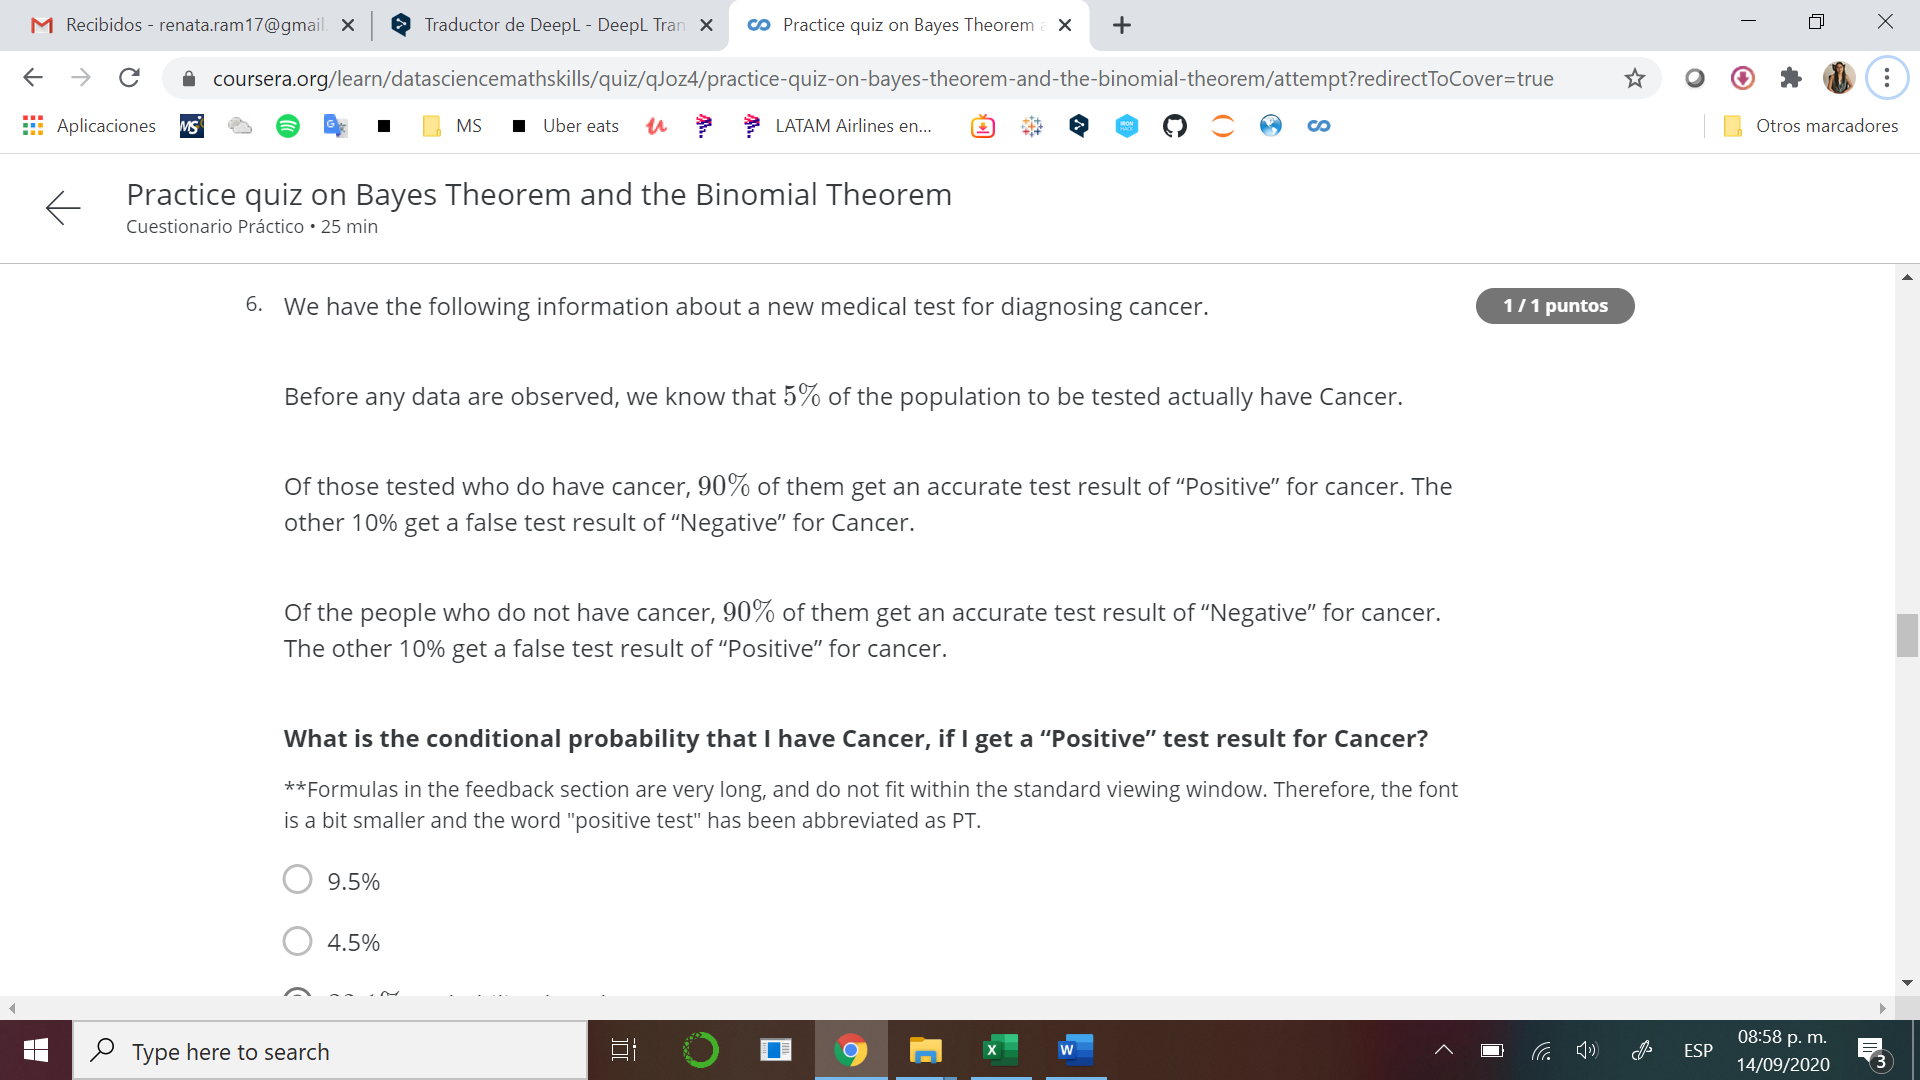 Recibidos - renata.ram17@gmail.
Traductor de DeepL - DeepL Tran
Practice quiz on Bayes Theorem a
coursera.org/learn/datasciencemathskills/quiz/qJoz4/practice-quiz-on-bayes-theorem-and-the-binomial-theorem/attempt?redirectToCover=true
Aplicaciones MS MS Uber eats LATAM Airlines en... Otros marcadores
Practice quiz on Bayes Theorem and the Binomial Theorem
Cuestionario Práctico • 25 min
6. We have the following information about a new medical test for diagnosing cancer.
1 / 1 puntos
Before any data are observed, we know that 5% of the population to be tested actually have Cancer.
Of those tested who do have cancer, 90% of them get an accurate test result of “Positive” for cancer. The
other 10% get a false test result of “Negative” for Cancer.
Of the people who do not have cancer, 90% of them get an accurate test result of “Negative” for cancer.
The other 10% get a false test result of “Positive” for cancer.
What is the conditional probability that I have Cancer, if I get a “Positive” test result for Cancer?
**Formulas in the feedback section are very long, and do not fit within the standard viewing window. Therefore, the font
is a bit smaller and the word "positive test" has been abbreviated as PT.
9.5%
4.5%
Type here to search
ESP
08:58 p. m.
14/09/2020
3